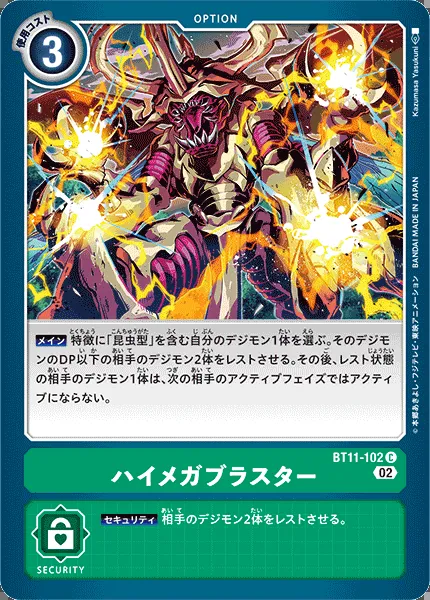 OPTION
使用コスト
3
Kazumasa Yasukuni
メイン 特徴に「昆虫型」を含む自分のデジモン1体を選ぶ。そのデジモ
ンのDP以下の相手のデジモン2体をレストさせる。その後、レスト状態
の相手のデジモン1体は、次の相手のアクティブフェイズではアクティ
ブにならない。
©本郷あきよし・フジテレビ・東映アニメーション BANDAI MADE IN JAPAN
BT11-102 C
02
ハイメガブラスター
セキュリティ 相手のデジモン2体をレストさせる。
SECURITY